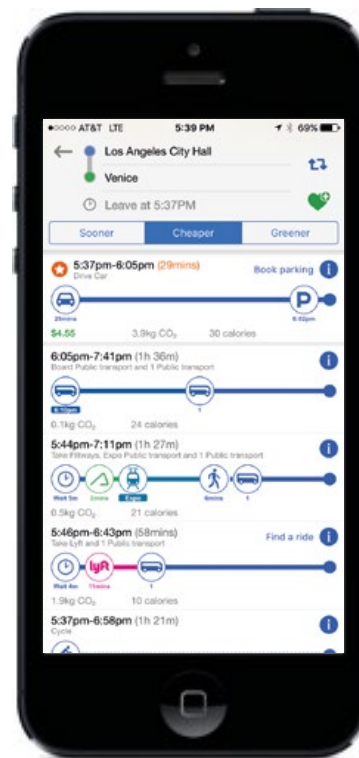 AT&T LTE 5:39 PM 69%
Los Angeles City Hall
Venice
Leave at 5:37PM
Sooner Cheaper Greener
5:37pm-6:05pm (29mins) Book parking
Drive Car
P
29mins 6:02pm
$4.55 3.9kg CO₂ 30 calories
6:05pm-7:41pm (1h 36m)
Board Public transport and 1 Public transport
6:10pm 1
0.1kg CO₂ 24 calories
5:44pm-7:11pm (1h 27m)
Take Flitways, Expo Public transport and 1 Public transport
Wait 5m 2mins Expo 6mins 1
0.5kg CO₂ 21 calories
5:46pm-6:43pm (58mins) Find a ride
Take Lyft and 1 Public transport
lyft
Wait 4m 15mins 1
1.9kg CO₂ 10 calories
5:37pm-6:58pm (1h 21m)
Cycle